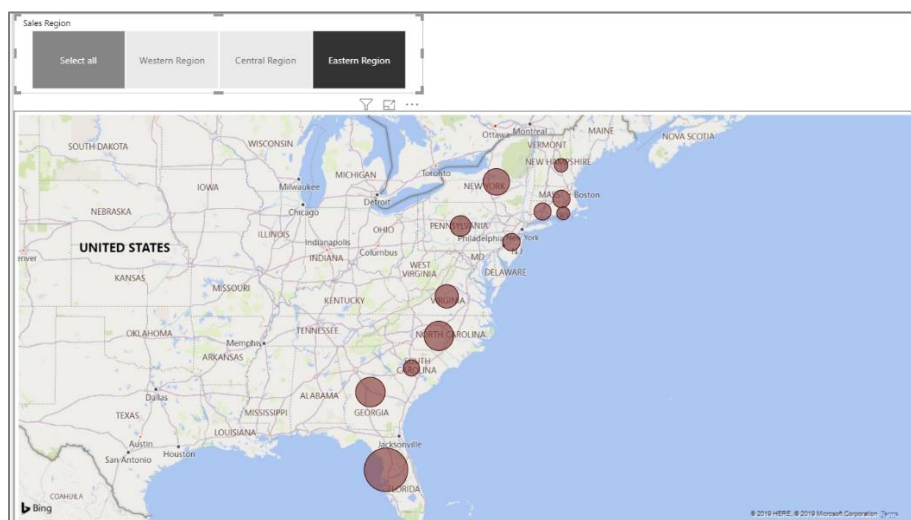 Sales Region
Select all
Western Region
Central Region
Eastern Region
Ottawa
Montreal
MAINE
NOVA SCOTIA
VERMONT
SOUTH DAKOTA
WISCONSIN
MICHIGAN
Toronto
NEW HAMPSHIRE
NEW YORK
IOWA
Milwaukee
Detroit
Boston
Chicago
NEBRASKA
OHIO
PENNSYLVANIA
ILLINOIS
Indianapolis
Philadelphia
York
UNITED STATES
INDIANA
Columbus
MD
NJ
WEST
VIRGINIA
DELAWARE
KANSAS
MISSOURI
KENTUCKY
VIRGINIA
OKLAHOMA
TENNESSEE
NORTH CAROLINA
Memphis
ARKANSAS
SOUTH
CAROLINA
Dallas
ALABAMA
MISSISSIPPI
GEORGIA
TEXAS
LOUISIANA
Jacksonville
Austin
San Antonio
Houston
FLORIDA
COAHUILA
Bing
© 2019 HERE, © 2019 Microsoft Corporation Terms